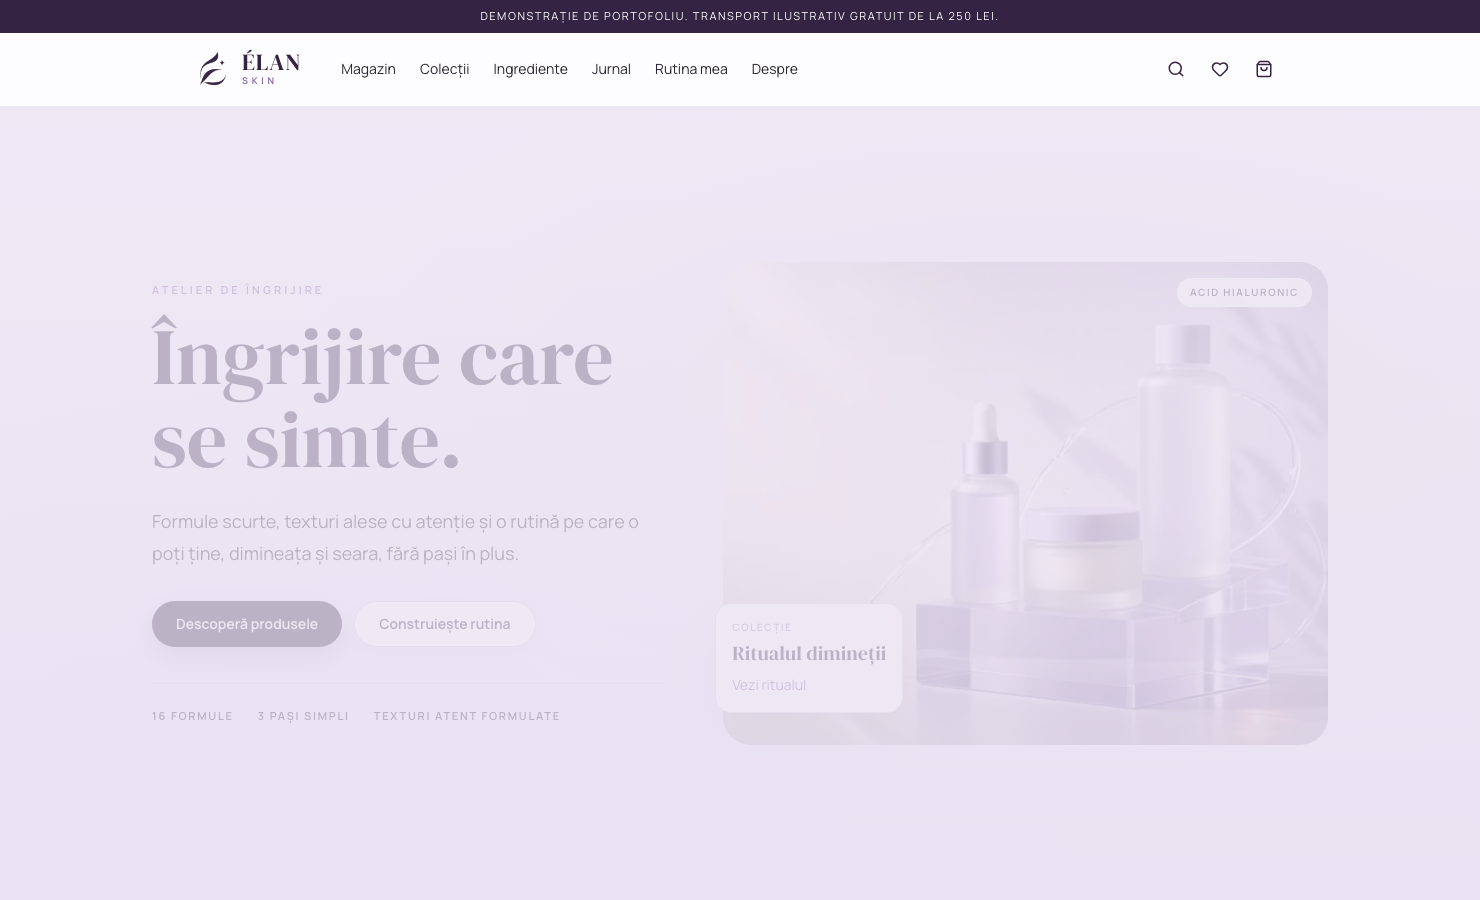 DEMONSTRAȚIE DE PORTOFOLIU. TRANSPORT ILUSTRATIV GRATUIT DE LA 250 LEI.
ÉLAN
SKIN
Magazin Colecții Ingrediente Jurnal Rutina mea Despre
ATELIER DE ÎNGRIJIRE
Îngrijire care
se simte.
Formule scurte, texturi alese cu atenție și o rutină pe care o
poți ține, dimineața și seara, fără pași în plus.
Descoperă produsele Construiește rutina
16 FORMULE 3 PAȘI SIMPLI TEXTURI ATENT FORMULATE
ACID HIALURONIC
COLECȚIE
Ritualul dimineții
Vezi ritualul